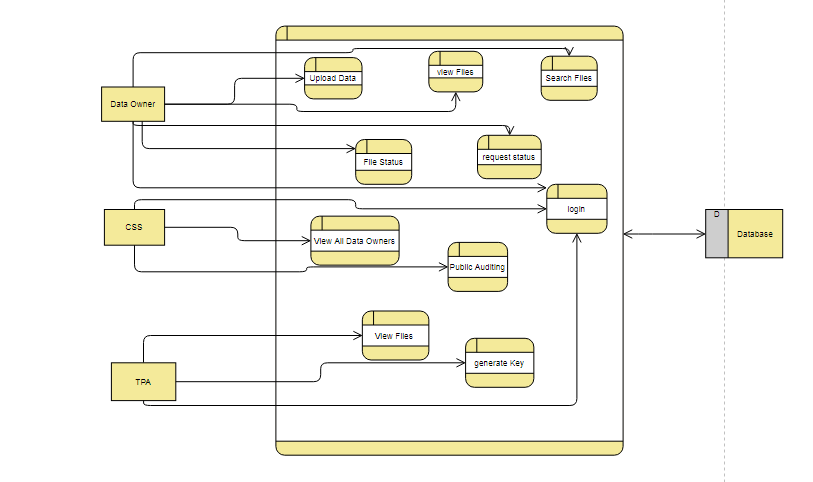 Upload Data
view Files
Search Files
Data Owner
File Status
request status
login
D
CSS
View All Data Owners
Database
Public Auditing
View Files
generate Key
TPA